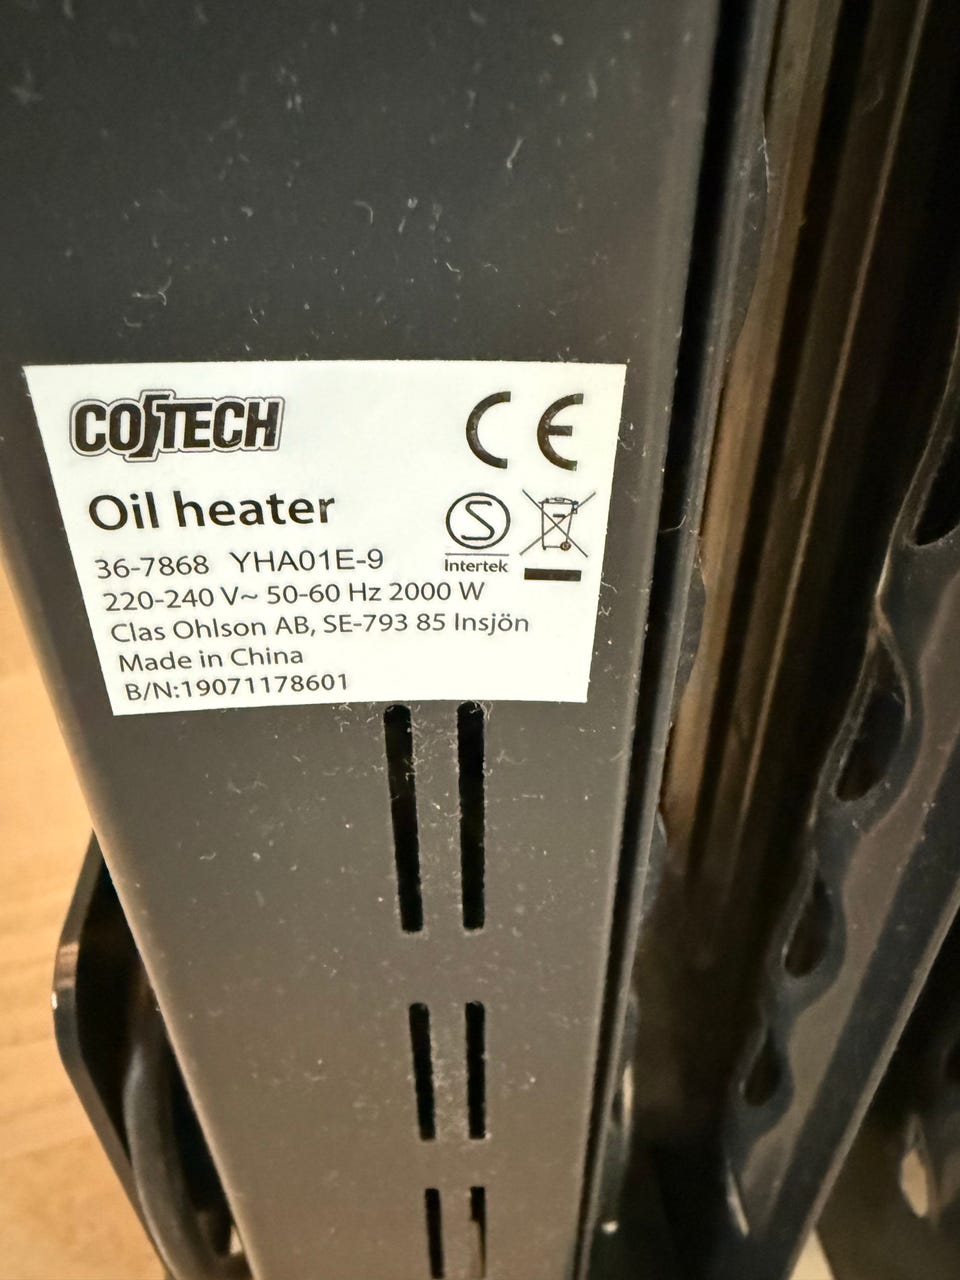 COTECH
CE
Oil heater
S
Intertek
36-7868 YHA01E-9
220-240 V~ 50-60 Hz 2000 W
Clas Ohlson AB, SE-793 85 Insjön
Made in China
B/N:19071178601